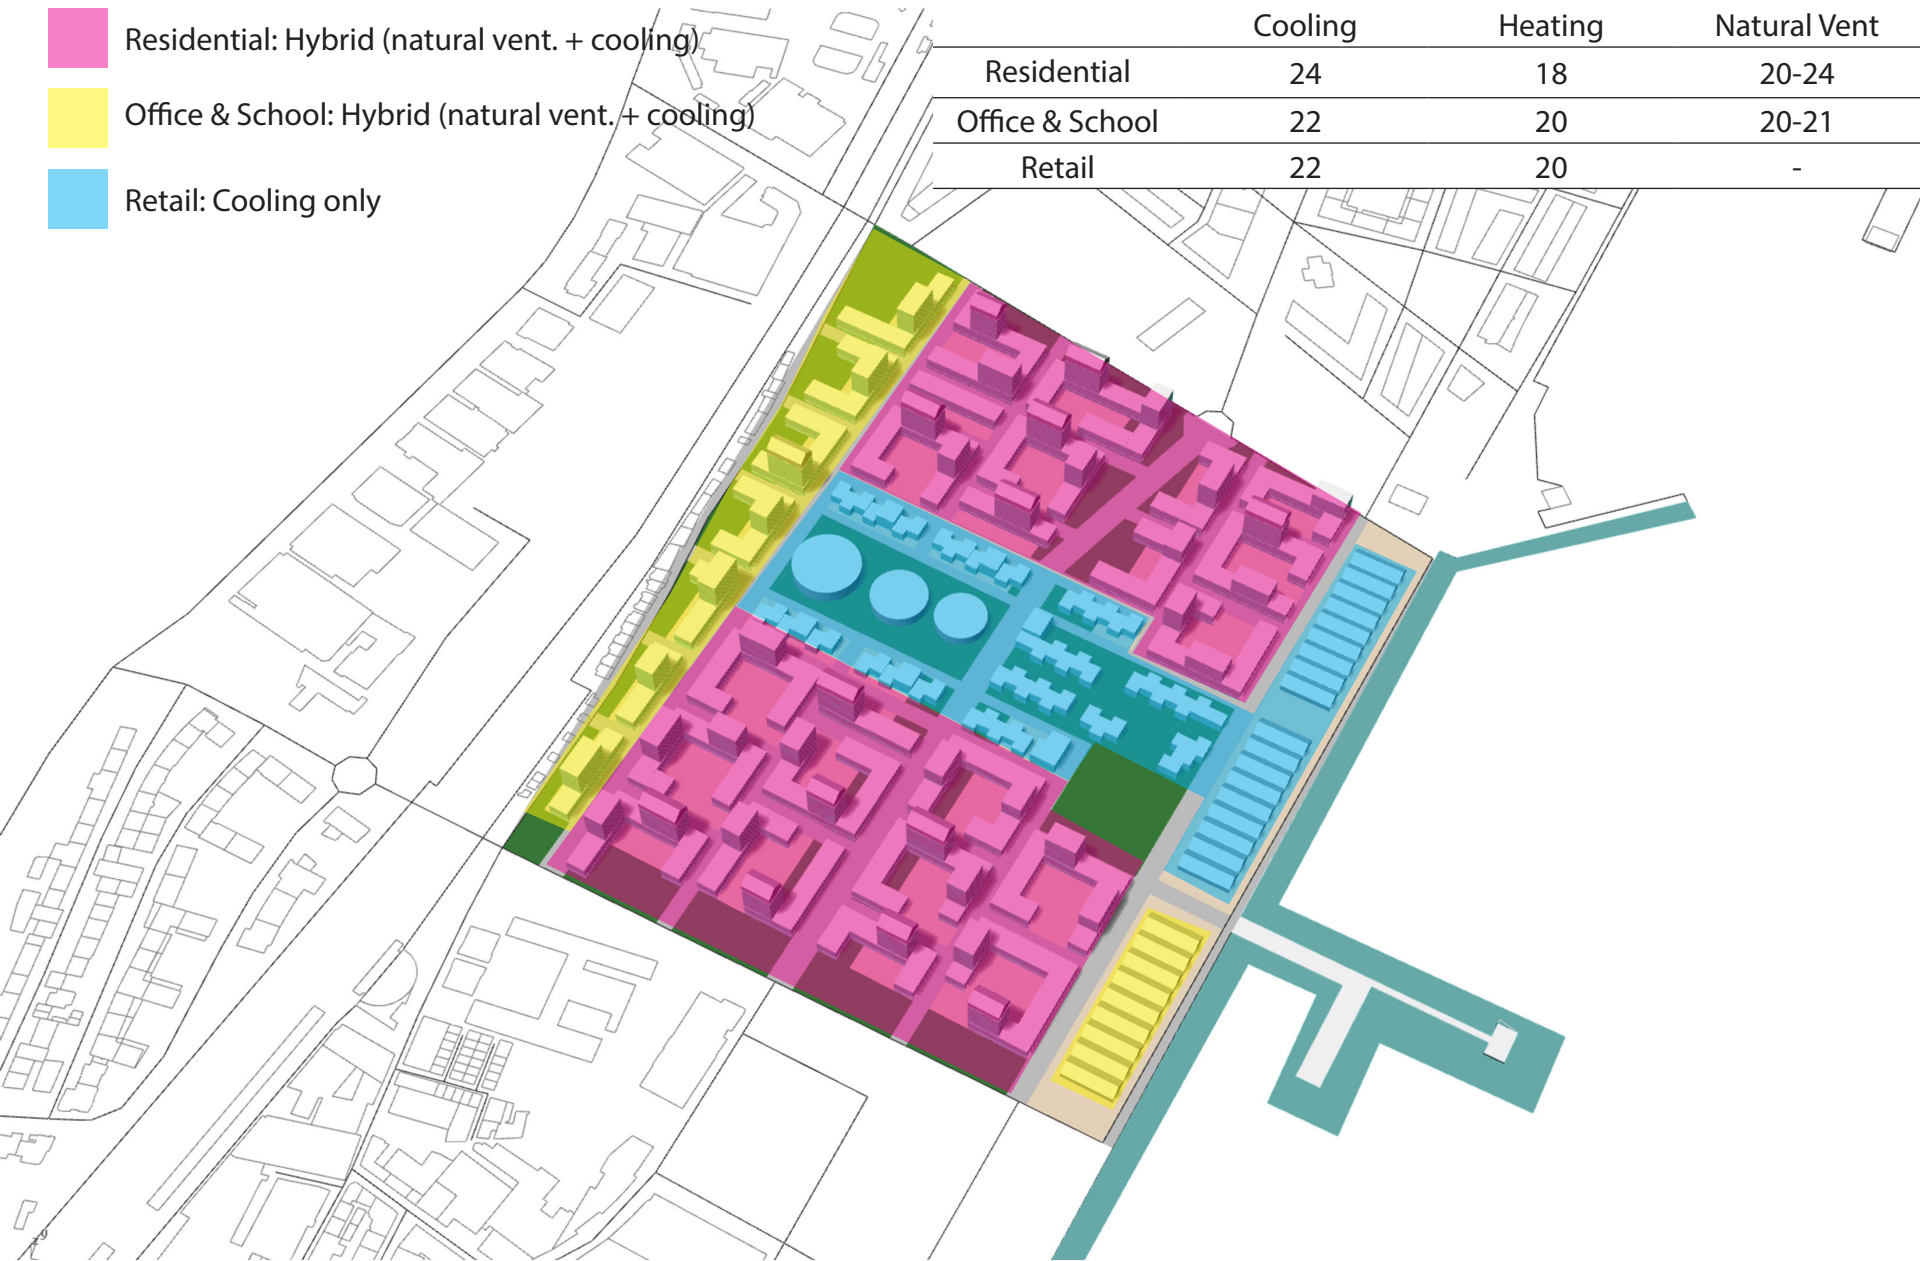 Residential: Hybrid (natural vent. + cooling)
Office & School: Hybrid (natural vent. + cooling)
Retail: Cooling only
Cooling Heating Natural Vent
Residential 24 18 20-24
Office & School 22 20 20-21
Retail 22 20 -